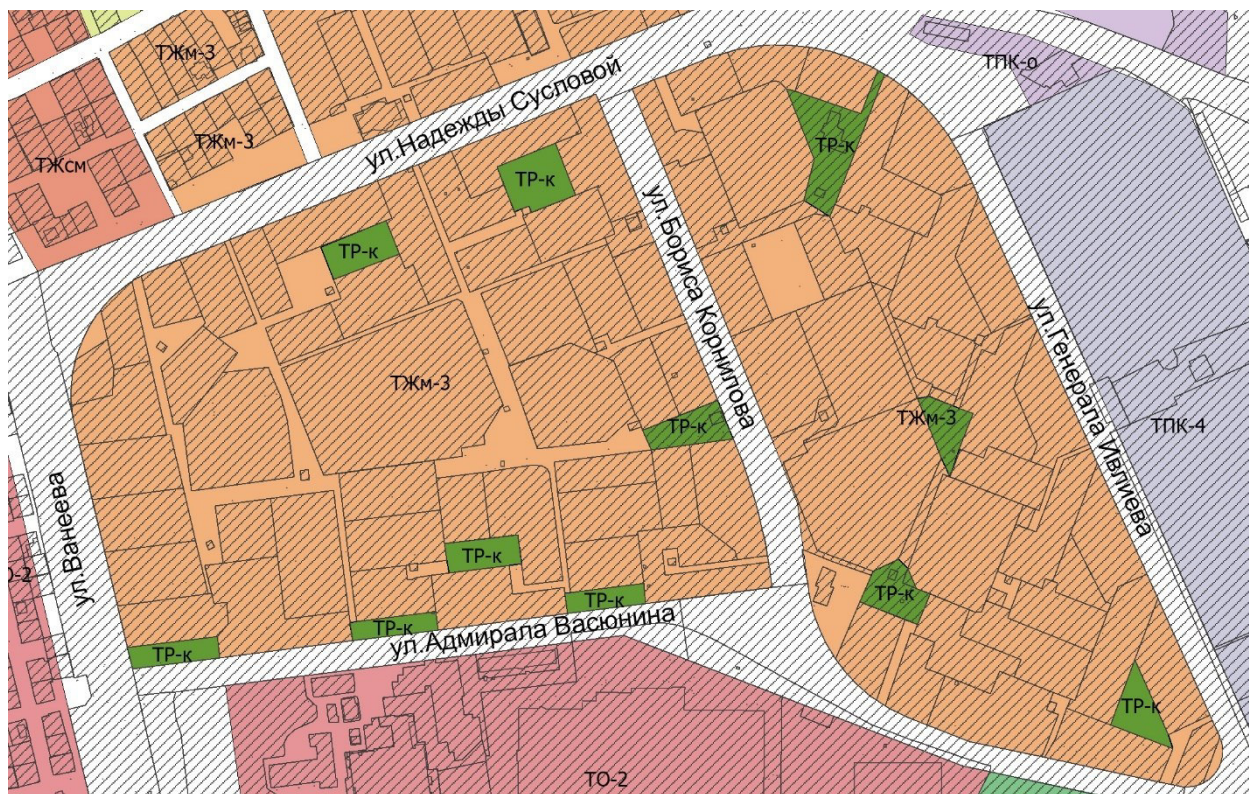 ТЖм-3
ТПК-о
ул.Надежды Сусловой
ТЖм-3
ТР-к
ТЖсм
ТР-к
ул.Бориса Корнилова
ТР-к
ул.Генерала Ивлиева
ТЖм-3
ТР-к
ТЖм-3
ТПК-4
ул.Ванеева
ТР-к
О-2
ТР-к
ТР-к
ТР-к
ул.Адмирала Васюнина
ТР-к
ТР-к
ТО-2